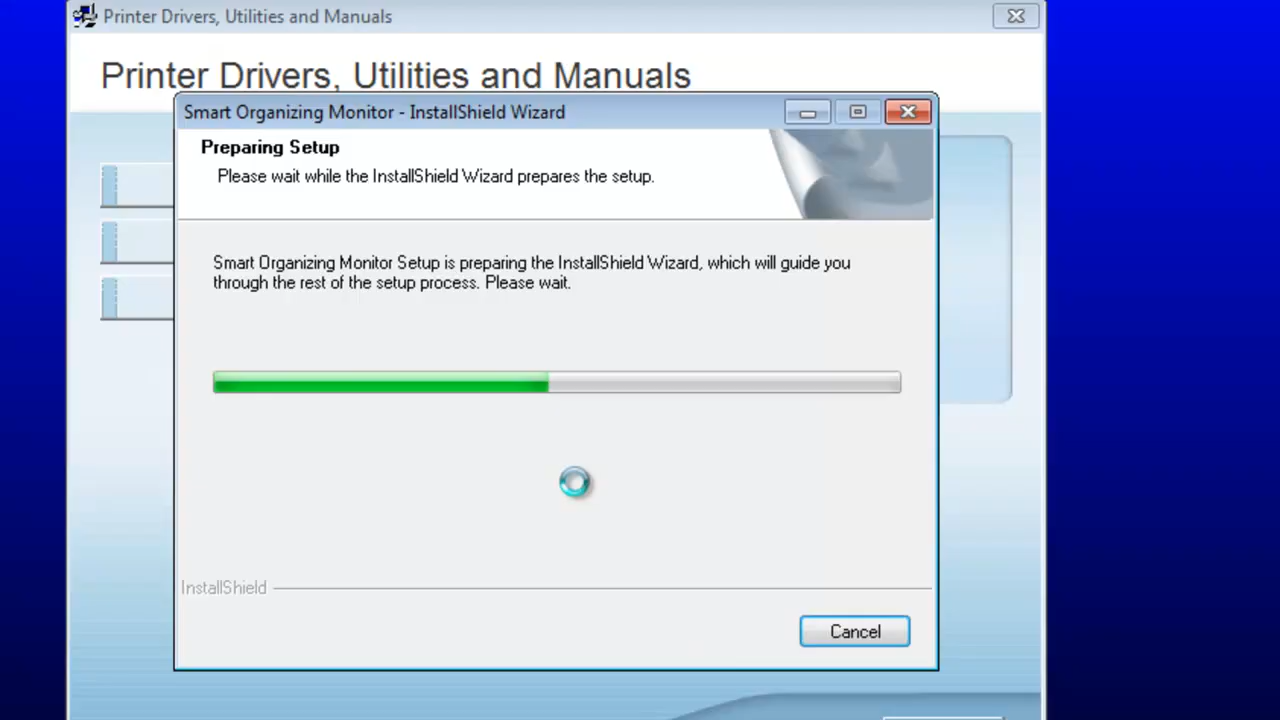 Printer Drivers, Utilities and Manuals
Printer Drivers, Utilities and Manuals
Smart Organizing Monitor - InstallShield Wizard
Preparing Setup
Please wait while the InstallShield Wizard prepares the setup.
Smart Organizing Monitor Setup is preparing the InstallShield Wizard, which will guide you
through the rest of the setup process. Please wait.
InstallShield
Cancel